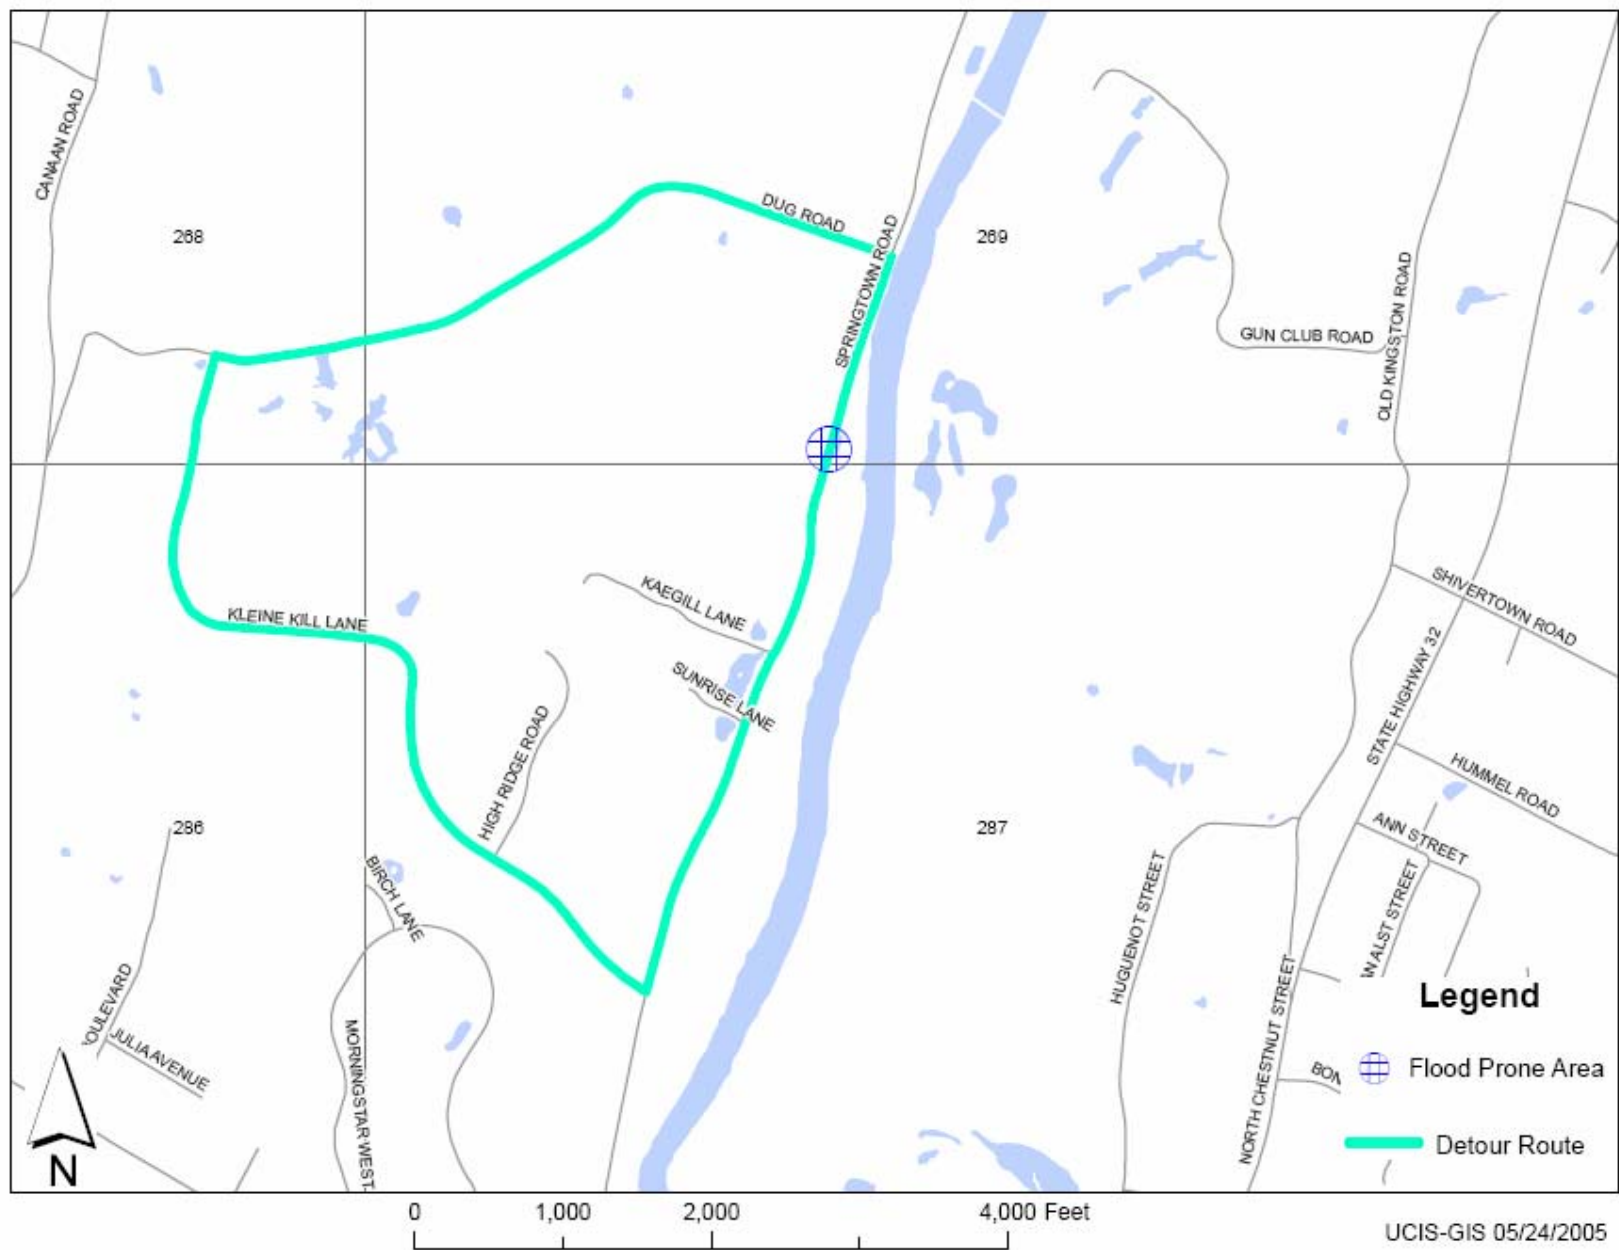 CANAAN ROAD
DUG ROAD
268
SPRINGTOWN ROAD
269
OLD KINGSTON ROAD
GUN CLUB ROAD
KLEINE KILL LANE
KAEGILL LANE
SUNRISE LANE
SHIVERTOWN ROAD
STATE HIGHWAY 32
HUMMEL ROAD
HIGH RIDGE ROAD
286
287
ANN STREET
BIRCH LANE
HUGUENOT STREET
N ALST STREET
OULEVARD
JULIA AVENUE
MORNINGSTAR WEST
NORTH CHESTNUT STREET
BON
Legend
Flood Prone Area
Detour Route
N
0 1,000 2,000 4,000 Feet
UCIS-GIS 05/24/2005